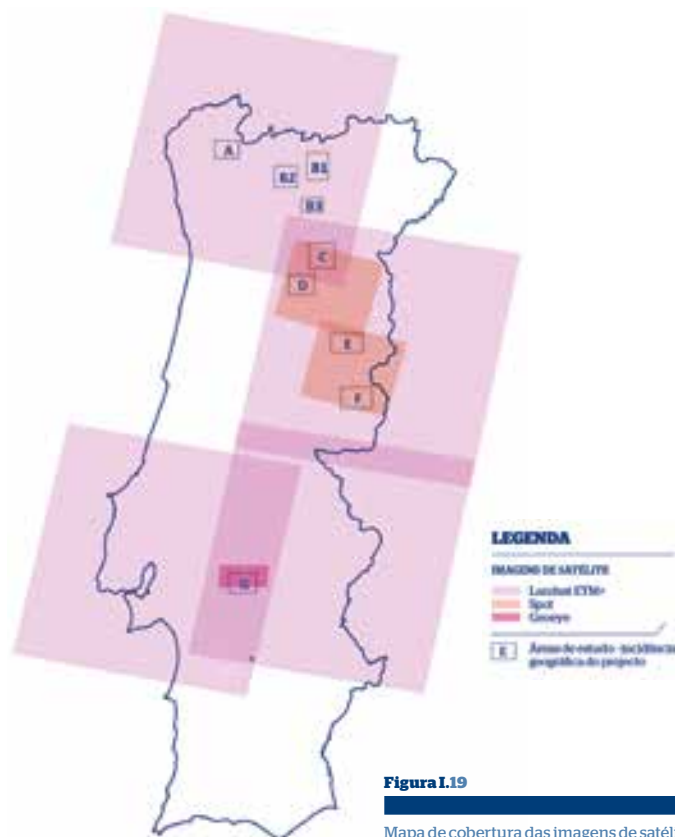 A
B1
B2
B3
C
D
E
F
G
LEGENDA
IMAGENS DE SATÉLITE
Landsat ETM+
Spot
Geoeye
E
Áreas de estudo - incidência
geográfica do projecto
Figura I.19
Mapa de cobertura das imagens de satél